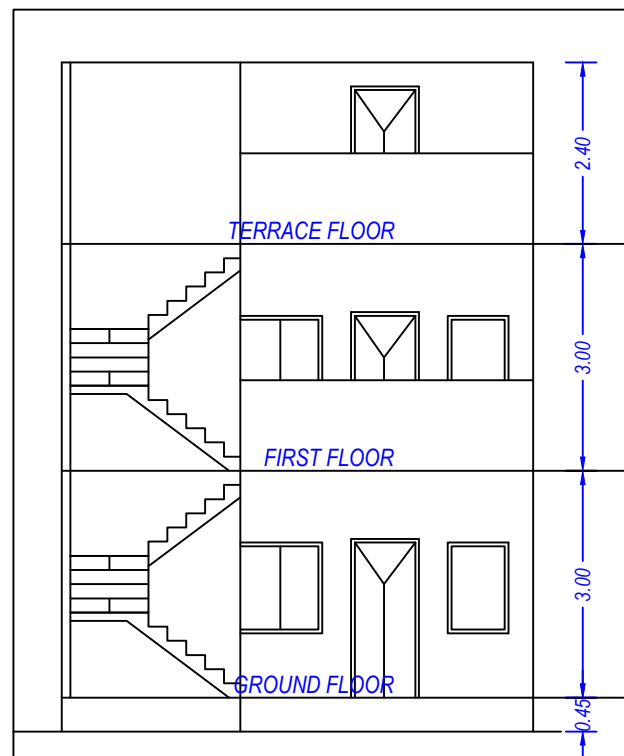 2.40
TERRACE FLOOR
3.00
FIRST FLOOR
3.00
GROUND FLOOR
0.45